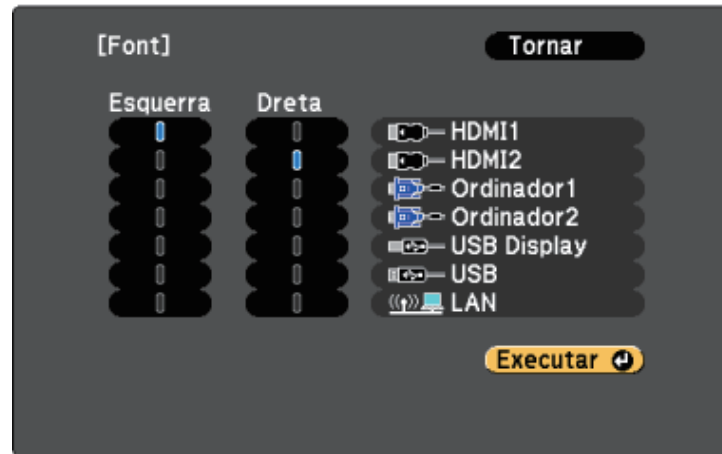 [Font] Tornar
Esquerra Dreta
HDMI1
HDMI2
Ordinador1
Ordinador2
USB Display
USB
LAN
Executar